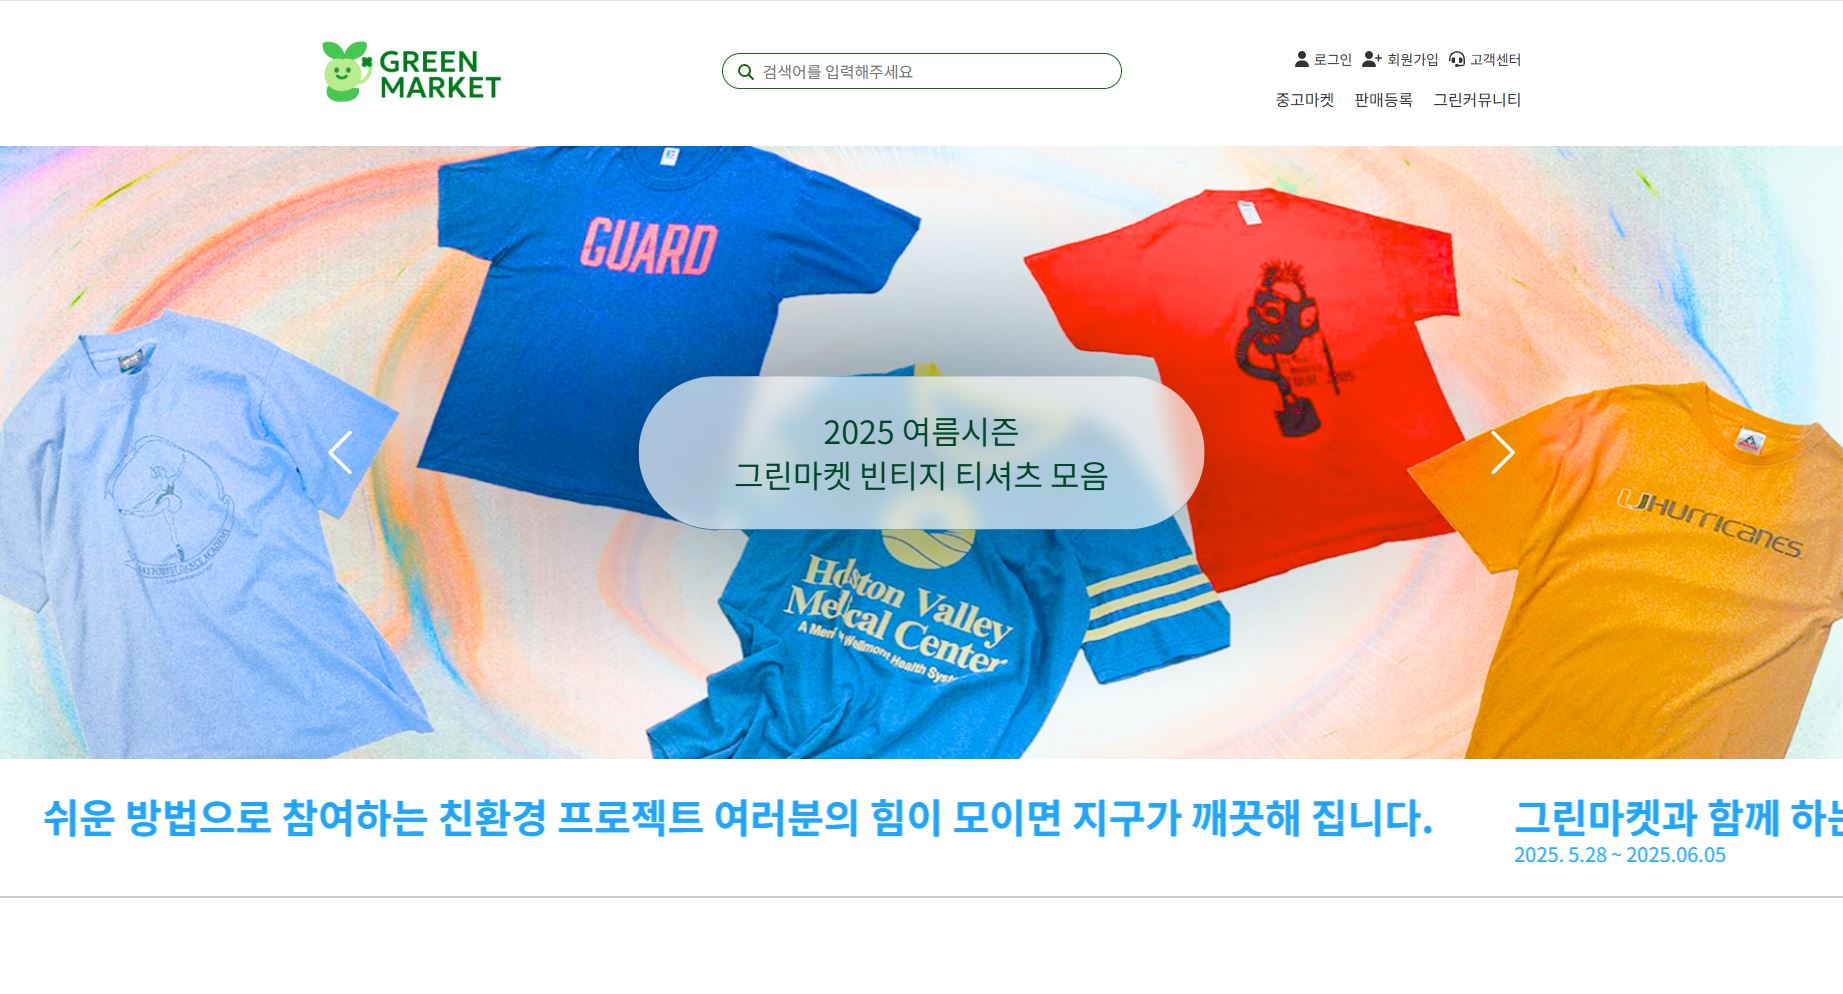 GREEN
MARKET
검색어를 입력해주세요
로그인 회원가입 고객센터
중고마켓 판매등록 그린커뮤니티
GUARD
2025 여름시즌
그린마켓 빈티지 티셔츠 모음
UHurricanes
Holston Valley
Medical Center
쉬운 방법으로 참여하는 친환경 프로젝트 여러분의 힘이 모이면 지구가 깨끗해 집니다.
그린마켓과 함께 하는
2025. 5.28 ~ 2025.06.05